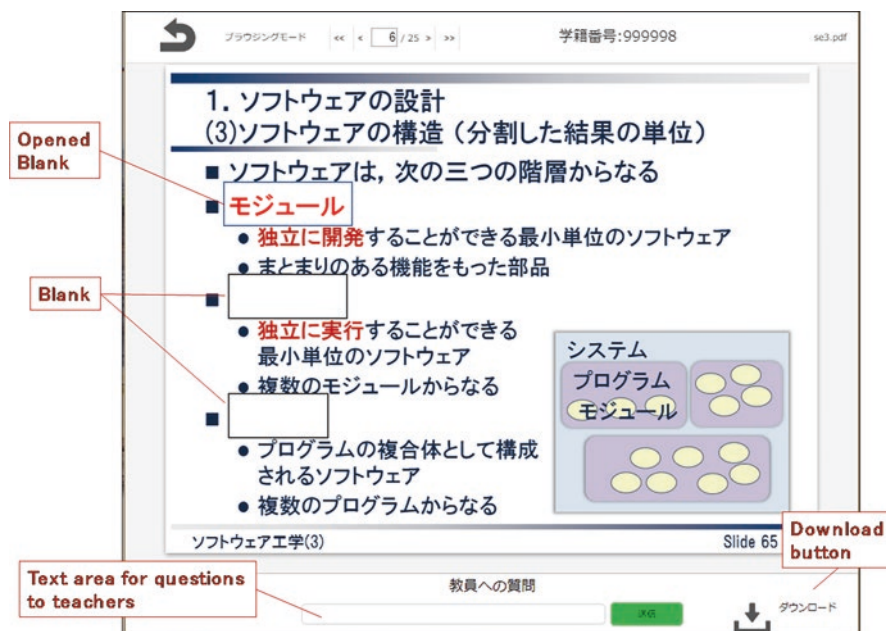 ブラウジングモード << < 6 / 25 > >> 学籍番号:999998 se3.pdf
1. ソフトウェアの設計
(3)ソフトウェアの構造（分割した結果の単位）
Opened
Blank
■ ソフトウェアは，次の三つの階層からなる
■ モジュール
● 独立に開発することができる最小単位のソフトウェア
● まとまりのある機能をもった部品
Blank
■
● 独立に実行することができる
最小単位のソフトウェア
● 複数のモジュールからなる
■
● プログラムの複合体として構成
されるソフトウェア
● 複数のプログラムからなる
システム
プログラム
モジュール
ソフトウェア工学(3) Slide 65
Download
button
Text area for questions
to teachers
教員への質問
送信
ダウンロード